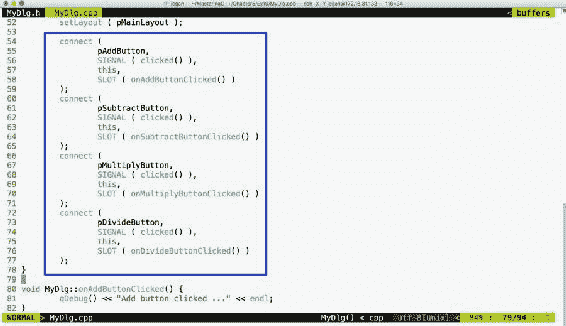 MyDlg.h MyDlg.cpp buffers
52 setLayout ( pMainLayout );
53
54 connect (
55 pAddButton,
56 SIGNAL ( clicked() ),
57 this,
58 SLOT ( onAddButtonClicked() )
59 );
60 connect (
61 pSubtractButton,
62 SIGNAL ( clicked() ),
63 this,
64 SLOT ( onSubtractButtonClicked() )
65 );
66 connect (
67 pMultiplyButton,
68 SIGNAL ( clicked() ),
69 this,
70 SLOT ( onMultiplyButtonClicked() )
71 );
72 connect (
73 pDivideButton,
74 SIGNAL ( clicked() ),
75 this,
76 SLOT ( onDivideButtonClicked() )
77 );
78 }
79
80 void MyDlg::onAddButtonClicked() {
81 qDebug() << "Add button clicked ..." << endl;
82 }
NORMAL > MyDlg.cpp MyDlg() < cpp 94% : 79/94 :